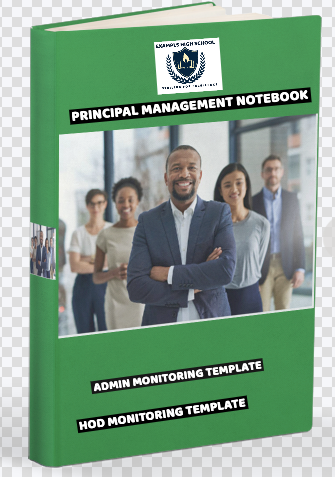 EXAMPLE HIGH SCHOOL
PRINCIPAL MANAGEMENT NOTEBOOK
ADMIN MONITORING TEMPLATE
HOD MONITORING TEMPLATE